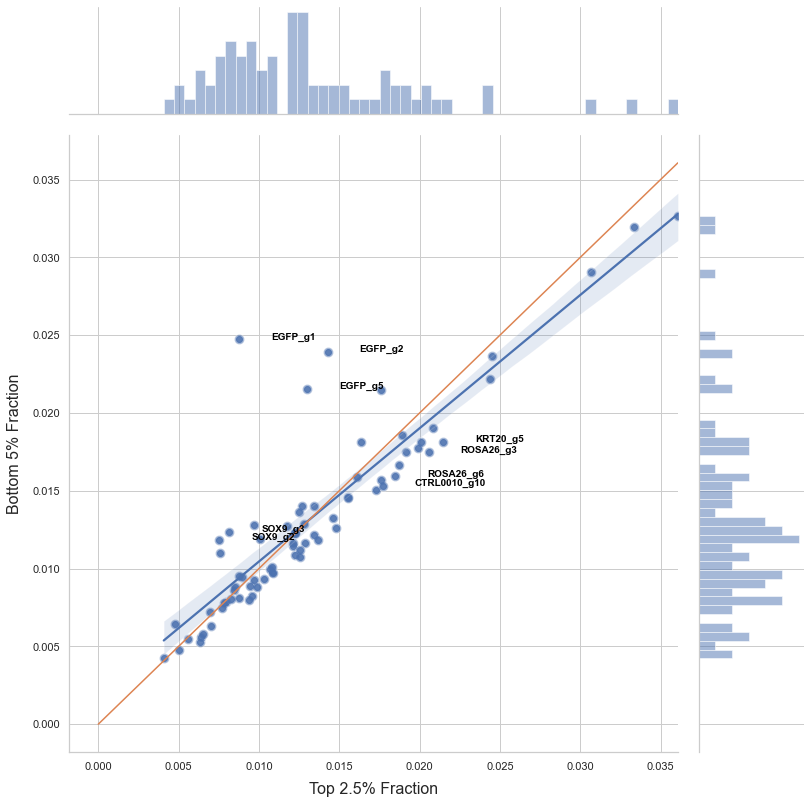 0.035
0.030
0.025
0.020
0.015
0.010
0.005
0.000
Bottom 5% Fraction
EGFP_g1
EGFP_g2
EGFP_g5
KRT20_g5
ROSA26_g3
ROSA26_g6
CTRL0010_g10
SOX9_g3
SOX9_g2
0.000 0.005 0.010 0.015 0.020 0.025 0.030 0.035
Top 2.5% Fraction